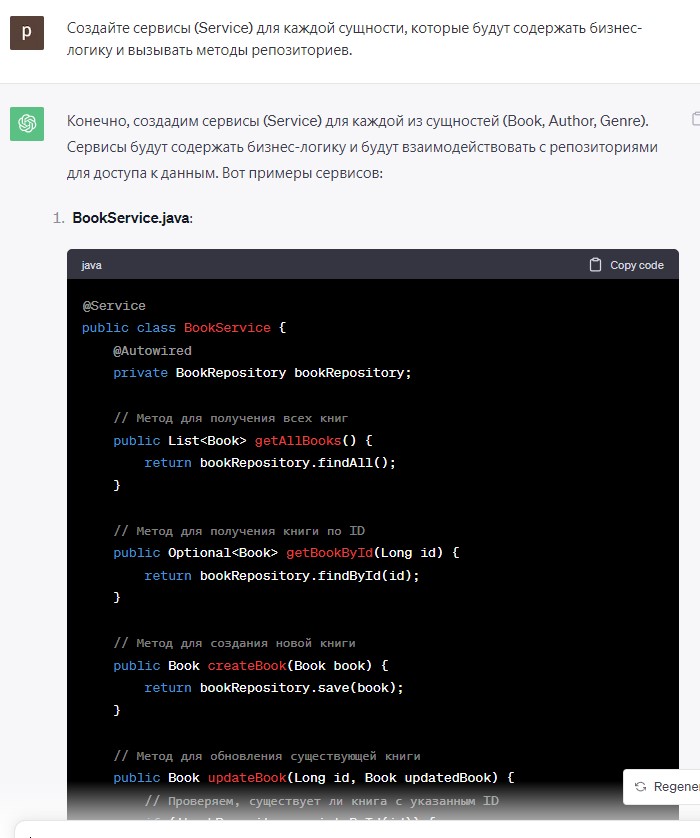 p
Создайте сервисы (Service) для каждой сущности, которые будут содержать бизнес-
логику и вызывать методы репозиториев.
Конечно, создадим сервисы (Service) для каждой из сущностей (Book, Author, Genre).
Сервисы будут содержать бизнес-логику и будут взаимодействовать с репозиториями
для доступа к данным. Вот примеры сервисов:
1. BookService.java:
java Copy code
@Service
public class BookService {
@Autowired
private BookRepository bookRepository;
// Метод для получения всех книг
public List<Book> getAllBooks() {
return bookRepository.findAll();
}
// Метод для получения книги по ID
public Optional<Book> getBookById(Long id) {
return bookRepository.findById(id);
}
// Метод для создания новой книги
public Book createBook(Book book) {
return bookRepository.save(book);
}
// Метод для обновления существующей книги
public Book updateBook(Long id, Book updatedBook) {
Regener
// Проверяем, существует ли книга с указанным ID